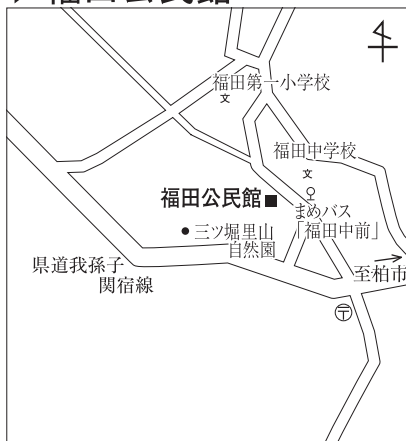 福田公民館
福田第一小学校
文
福田中学校
文
福田公民館■
まめバス
「福田中前」
●三ツ堀里山
自然園
県道我孫子
関宿線
至柏市
〒